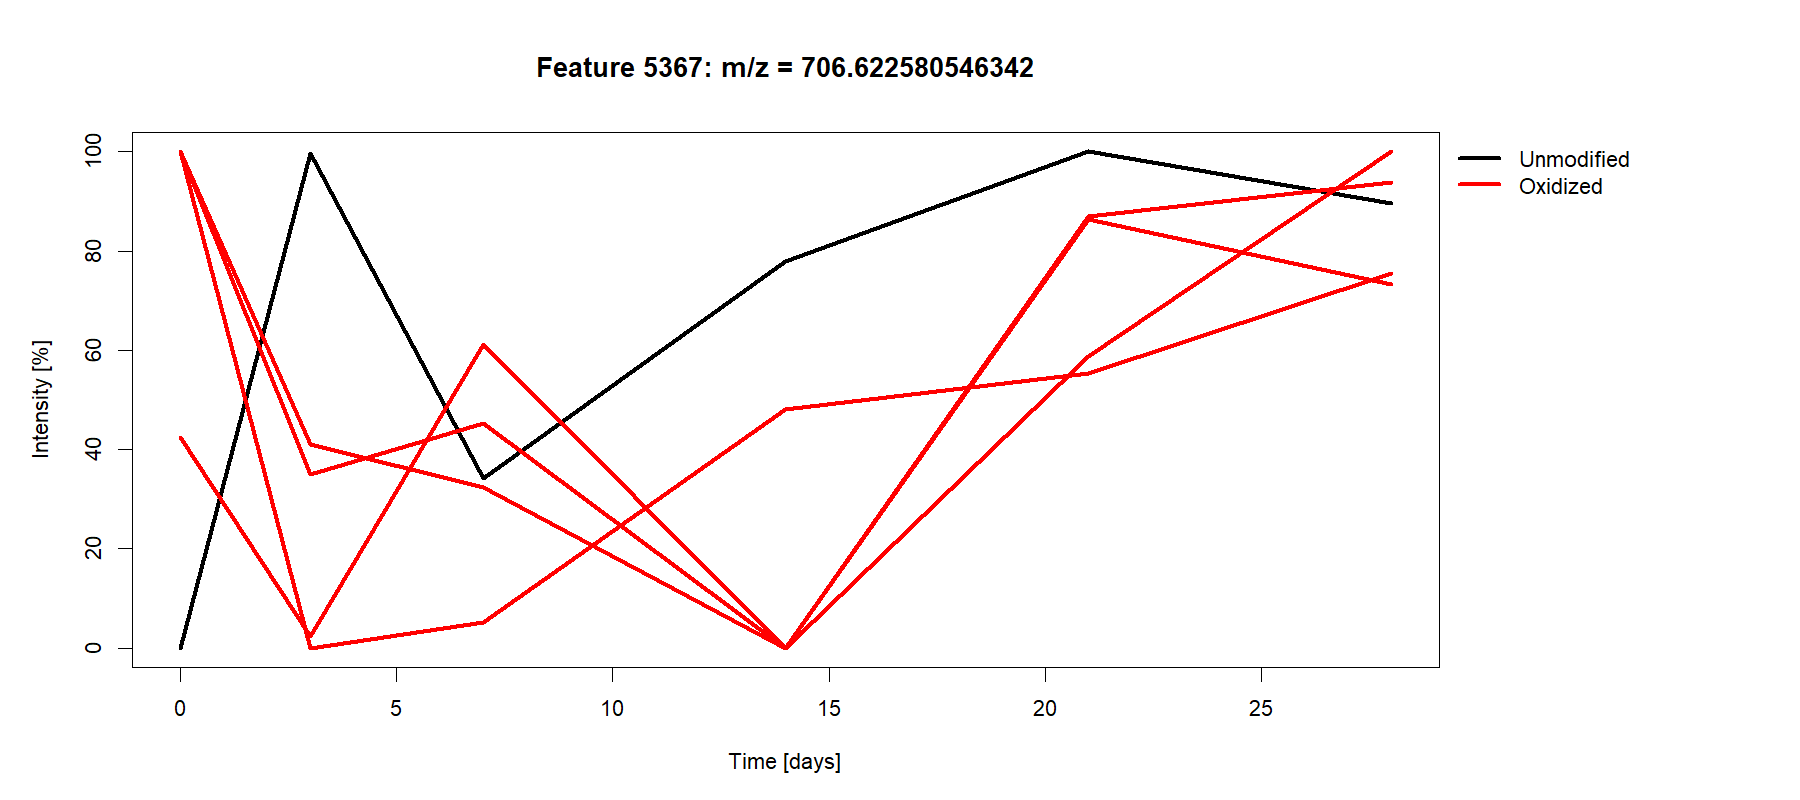 Feature 5367: m/z = 706.622580546342
Unmodified
Oxidized
Intensity [%]
100
80
60
40
20
0
0 5 10 15 20 25
Time [days]